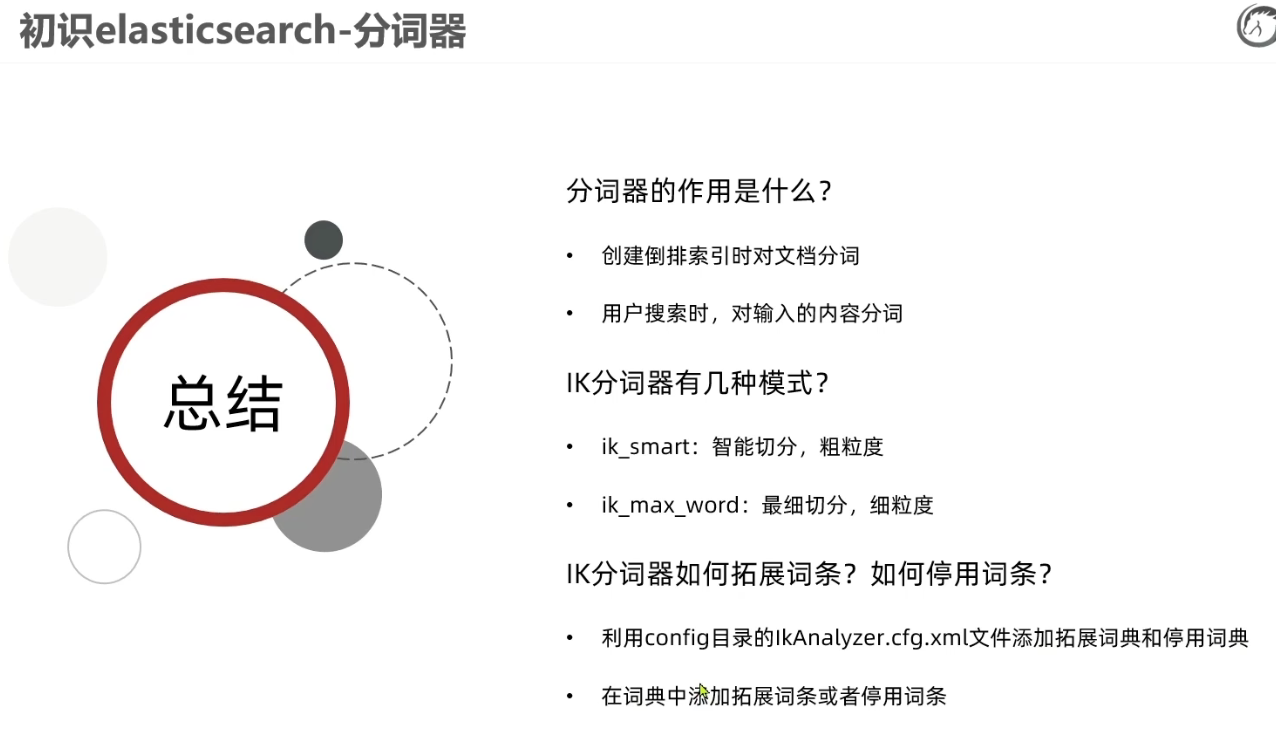 初识elasticsearch-分词器
总结
分词器的作用是什么？
• 创建倒排索引时对文档分词
• 用户搜索时，对输入的内容分词
IK分词器有几种模式？
• ik_smart：智能切分，粗粒度
• ik_max_word：最细切分，细粒度
IK分词器如何拓展词条？如何停用词条？
• 利用config目录的IkAnalyzer.cfg.xml文件添加拓展词典和停用词典
• 在词典中添加拓展词条或者停用词条